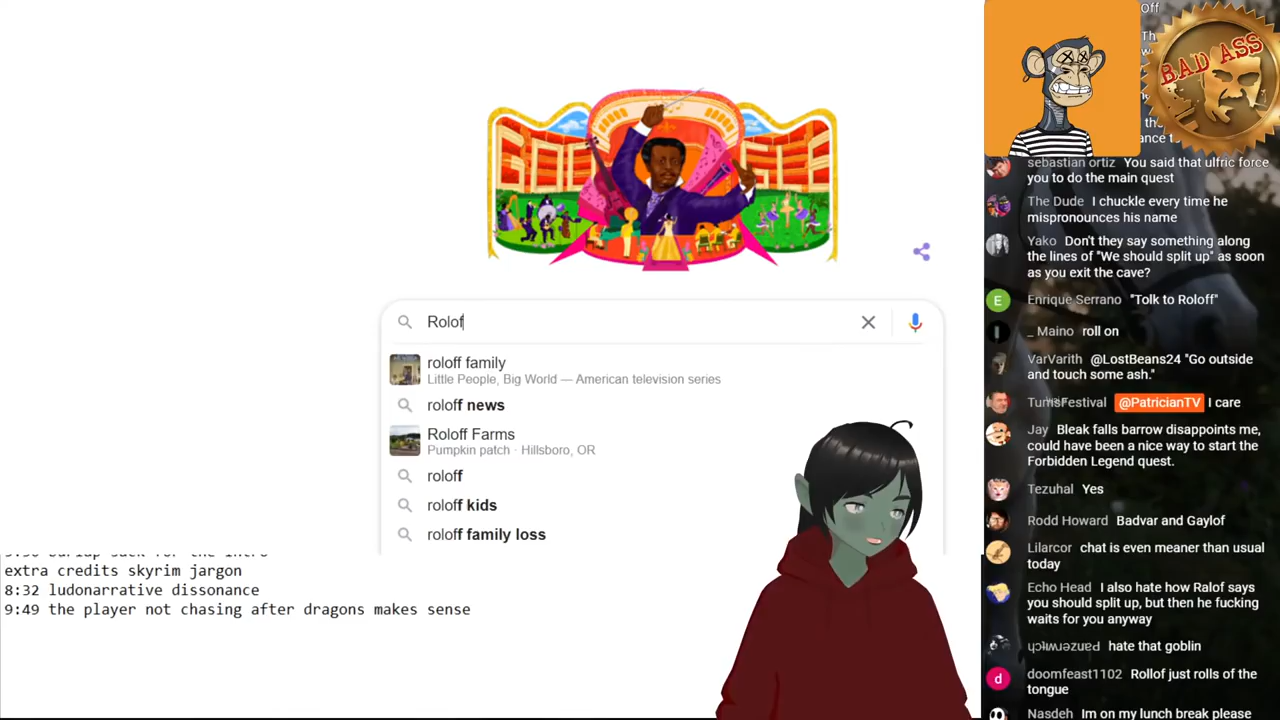 Rolof
roloff family
Little People, Big World — American television series
roloff news
Roloff Farms
Pumpkin patch · Hillsboro, OR
roloff
roloff kids
roloff family loss
extra credits skyrim jargon
8:32 ludonarrative dissonance
9:49 the player not chasing after dragons makes sense
BAD ASS
Off
sebastian ortiz You said that ulfric force
you to do the main quest
The Dude I chuckle every time he
mispronounces his name
Yako Don't they say something along
the lines of "We should split up" as soon
as you exit the cave?
E
Enrique Serrano "Tolk to Roloff"
_ Maino roll on
VarVarith @LostBeans24 "Go outside
and touch some ash."
TumsFestival @PatricianTV I care
Jay Bleak falls barrow disappoints me,
could have been a nice way to start the
Forbidden Legend quest.
Tezuhal Yes
Rodd Howard Badvar and Gaylof
Lilarcor chat is even meaner than usual
today
Echo Head I also hate how Ralof says
you should split up, but then he fucking
waits for you anyway
hate that goblin
d
doomfeast1102 Rollof just rolls of the
tongue
Nasdeh Im on my lunch break please